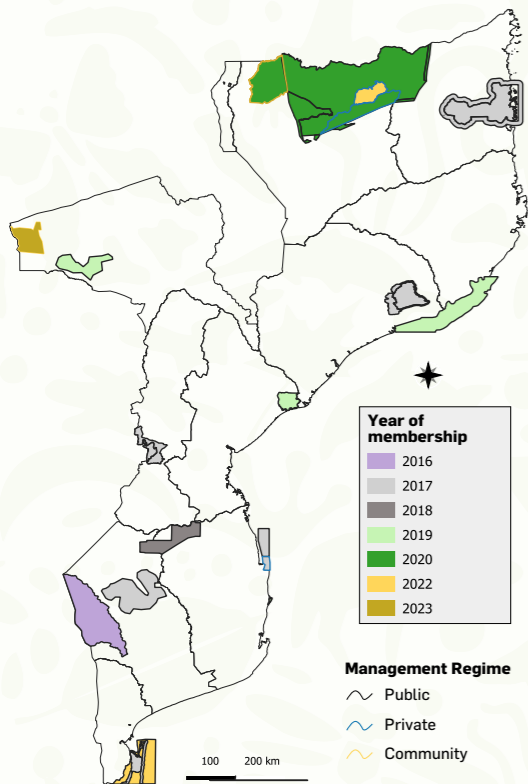 Year of
membership
2016
2017
2018
2019
2020
2022
2023
Management Regime
Public
Private
Community
100 200 km